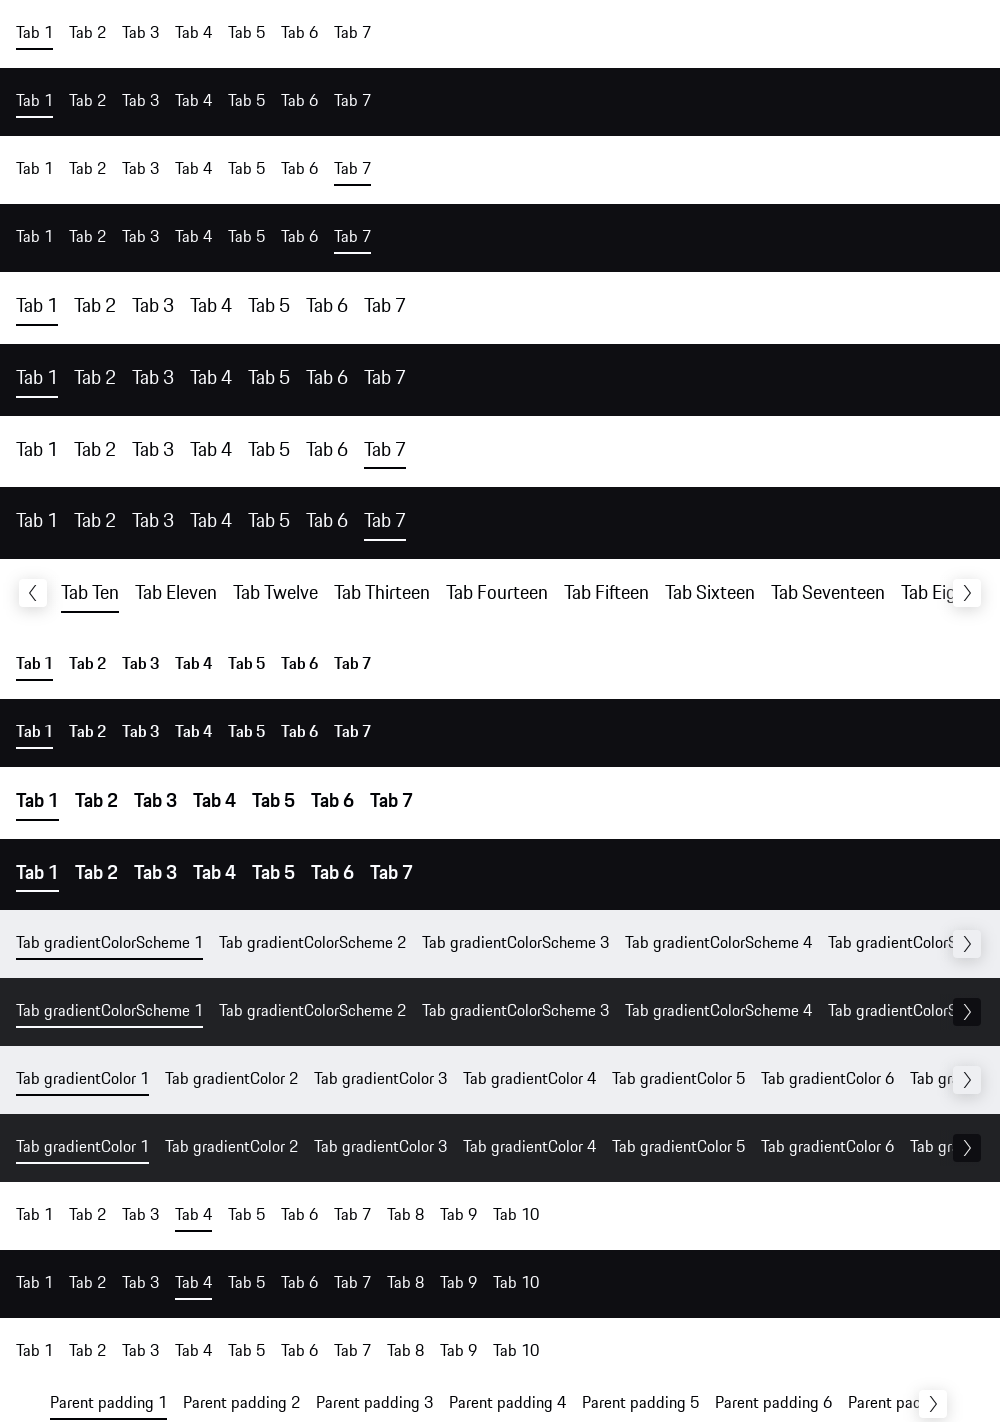 Tab 1 Tab 2 Tab 3 Tab 4 Tab 5 Tab 6 Tab 7
Tab 1 Tab 2 Tab 3 Tab 4 Tab 5 Tab 6 Tab 7
Tab 1 Tab 2 Tab 3 Tab 4 Tab 5 Tab 6 Tab 7
Tab 1 Tab 2 Tab 3 Tab 4 Tab 5 Tab 6 Tab 7
Tab 1 Tab 2 Tab 3 Tab 4 Tab 5 Tab 6 Tab 7
Tab 1 Tab 2 Tab 3 Tab 4 Tab 5 Tab 6 Tab 7
Tab 1 Tab 2 Tab 3 Tab 4 Tab 5 Tab 6 Tab 7
Tab 1 Tab 2 Tab 3 Tab 4 Tab 5 Tab 6 Tab 7
Tab Ten Tab Eleven Tab Twelve Tab Thirteen Tab Fourteen Tab Fifteen Tab Sixteen Tab Seventeen Tab Eig
Tab 1 Tab 2 Tab 3 Tab 4 Tab 5 Tab 6 Tab 7
Tab 1 Tab 2 Tab 3 Tab 4 Tab 5 Tab 6 Tab 7
Tab 1 Tab 2 Tab 3 Tab 4 Tab 5 Tab 6 Tab 7
Tab 1 Tab 2 Tab 3 Tab 4 Tab 5 Tab 6 Tab 7
Tab gradientColorScheme 1 Tab gradientColorScheme 2 Tab gradientColorScheme 3 Tab gradientColorScheme 4 Tab gradientColorS
Tab gradientColorScheme 1 Tab gradientColorScheme 2 Tab gradientColorScheme 3 Tab gradientColorScheme 4 Tab gradientColorS
Tab gradientColor 1 Tab gradientColor 2 Tab gradientColor 3 Tab gradientColor 4 Tab gradientColor 5 Tab gradientColor 6 Tab gr
Tab gradientColor 1 Tab gradientColor 2 Tab gradientColor 3 Tab gradientColor 4 Tab gradientColor 5 Tab gradientColor 6 Tab gr
Tab 1 Tab 2 Tab 3 Tab 4 Tab 5 Tab 6 Tab 7 Tab 8 Tab 9 Tab 10
Tab 1 Tab 2 Tab 3 Tab 4 Tab 5 Tab 6 Tab 7 Tab 8 Tab 9 Tab 10
Tab 1 Tab 2 Tab 3 Tab 4 Tab 5 Tab 6 Tab 7 Tab 8 Tab 9 Tab 10
Parent padding 1 Parent padding 2 Parent padding 3 Parent padding 4 Parent padding 5 Parent padding 6 Parent pad